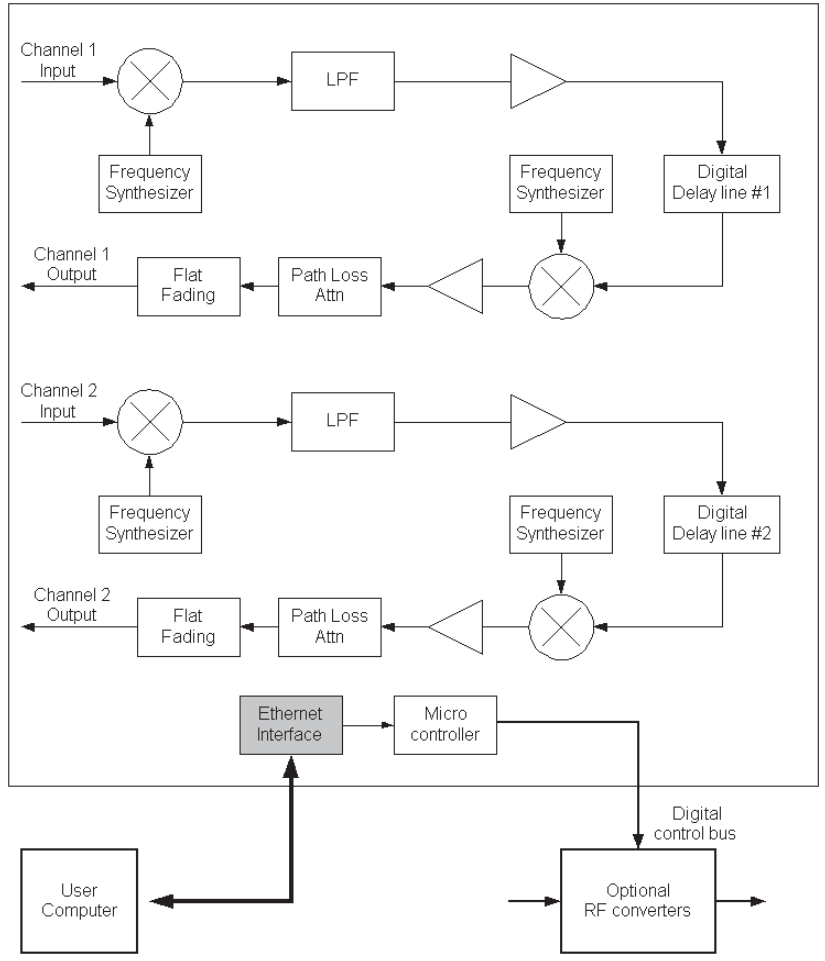 Channel 1
Input
LPF
Frequency
Synthesizer
Frequency
Synthesizer
Digital
Delay line #1
Channel 1
Output
Flat
Fading
Path Loss
Attn
Channel 2
Input
LPF
Frequency
Synthesizer
Frequency
Synthesizer
Digital
Delay line #2
Channel 2
Output
Flat
Fading
Path Loss
Attn
Ethernet
Interface
Micro
controller
Digital
control bus
User
Computer
Optional
RF converters